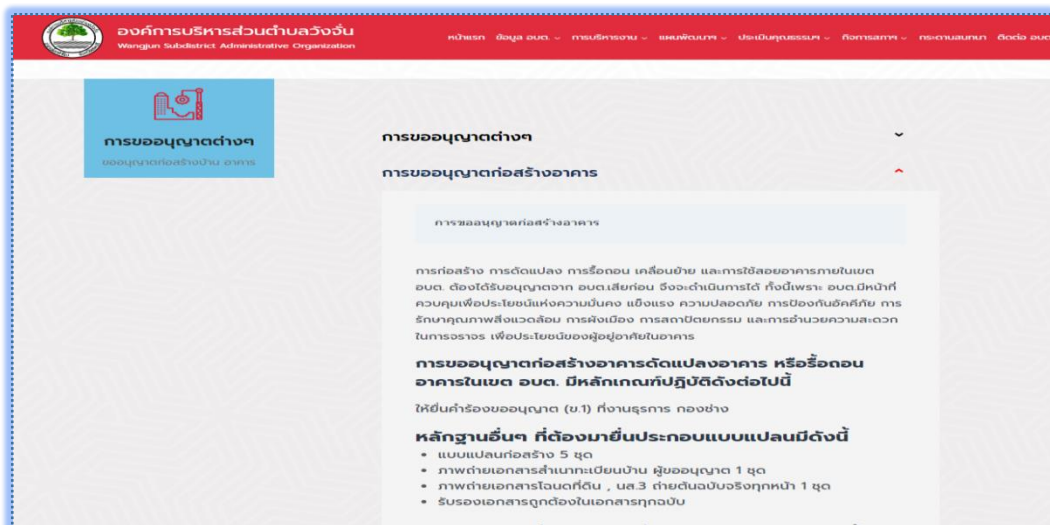 องค์การบริหารส่วนตำบลวังจั่น
Wangjun Subdistrict Administrative Organization
หน้าแรก ข้อมูล อบต. การบริหารงาน แผนพัฒนาฯ ประเมินคุณธรรมฯ กิจการสภาฯ กระดานสนทนา ติดต่อ อบต
การขออนุญาตต่างๆ
ขออนุญาตก่อสร้างบ้าน อาคาร
การขออนุญาตต่างๆ
การขออนุญาตก่อสร้างอาคาร
การขออนุญาตก่อสร้างอาคาร
การก่อสร้าง การดัดแปลง การรื้อถอน เคลื่อนย้าย และการใช้สอยอาคารภายในเขต
อบต. ต้องได้รับอนุญาตจาก อบต.เสียก่อน จึงจะดำเนินการได้ ทั้งนี้เพราะ อบต.มีหน้าที่
ควบคุมเพื่อประโยชน์แห่งความมั่นคง แข็งแรง ความปลอดภัย การป้องกันอัคคีภัย การ
รักษาคุณภาพสิ่งแวดล้อม การผังเมือง การสถาปัตยกรรม และการอำนวยความสะดวก
ในการจราจร เพื่อประโยชน์ของผู้อยู่อาศัยในอาคาร
การขออนุญาตก่อสร้างอาคารดัดแปลงอาคาร หรือรื้อถอน
อาคารในเขต อบต. มีหลักเกณฑ์ปฏิบัติดังต่อไปนี้
ให้ยื่นคำร้องขออนุญาต (ข.1) ที่งานธุรการ กองช่าง
หลักฐานอื่นๆ ที่ต้องมายื่นประกอบแบบแปลนมีดังนี้
• แบบแปลนก่อสร้าง 5 ชุด
• ภาพถ่ายเอกสารสำเนาทะเบียนบ้าน ผู้ขออนุญาต 1 ชุด
• ภาพถ่ายเอกสารโฉนดที่ดิน , นส.3 ถ่ายต้นฉบับจริงทุกหน้า 1 ชุด
• รับรองเอกสารถูกต้องในเอกสารทุกฉบับ